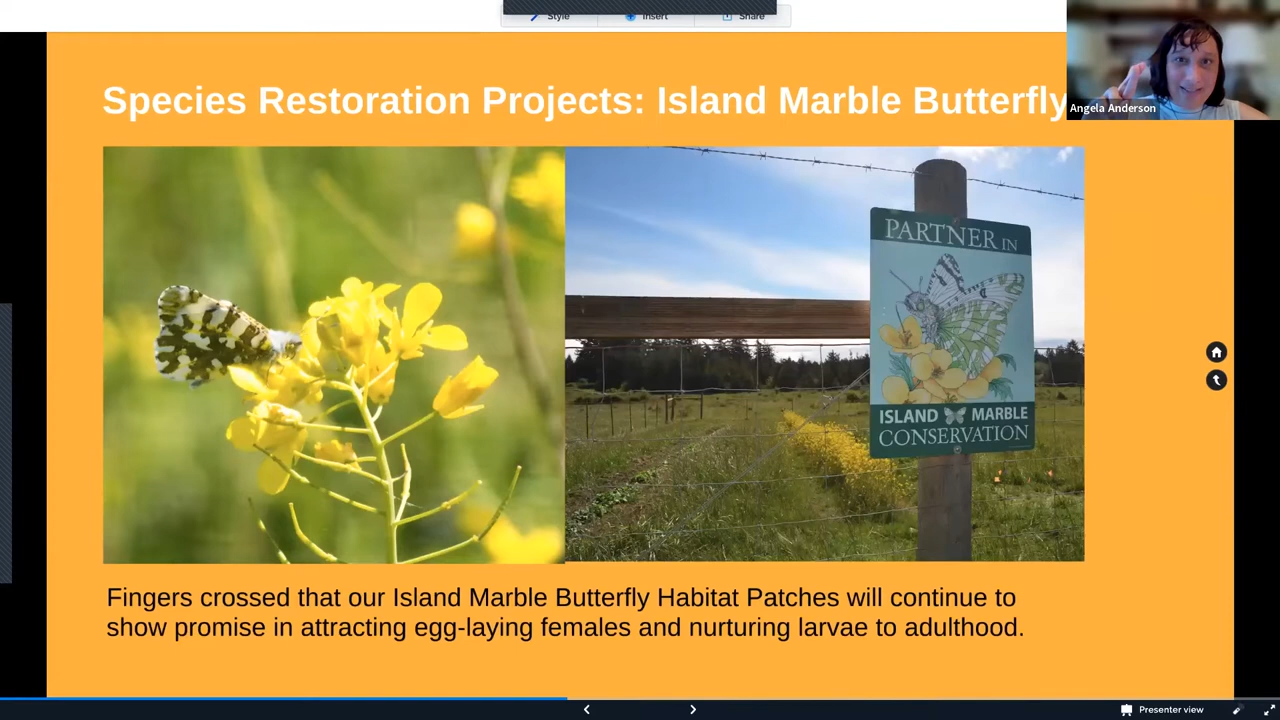 Style
Insert
Share
Species Restoration Projects: Island Marble Butterfly
Angela Anderson
PARTNER IN
ISLAND MARBLE
CONSERVATION
Fingers crossed that our Island Marble Butterfly Habitat Patches will continue to
show promise in attracting egg-laying females and nurturing larvae to adulthood.
Presenter view